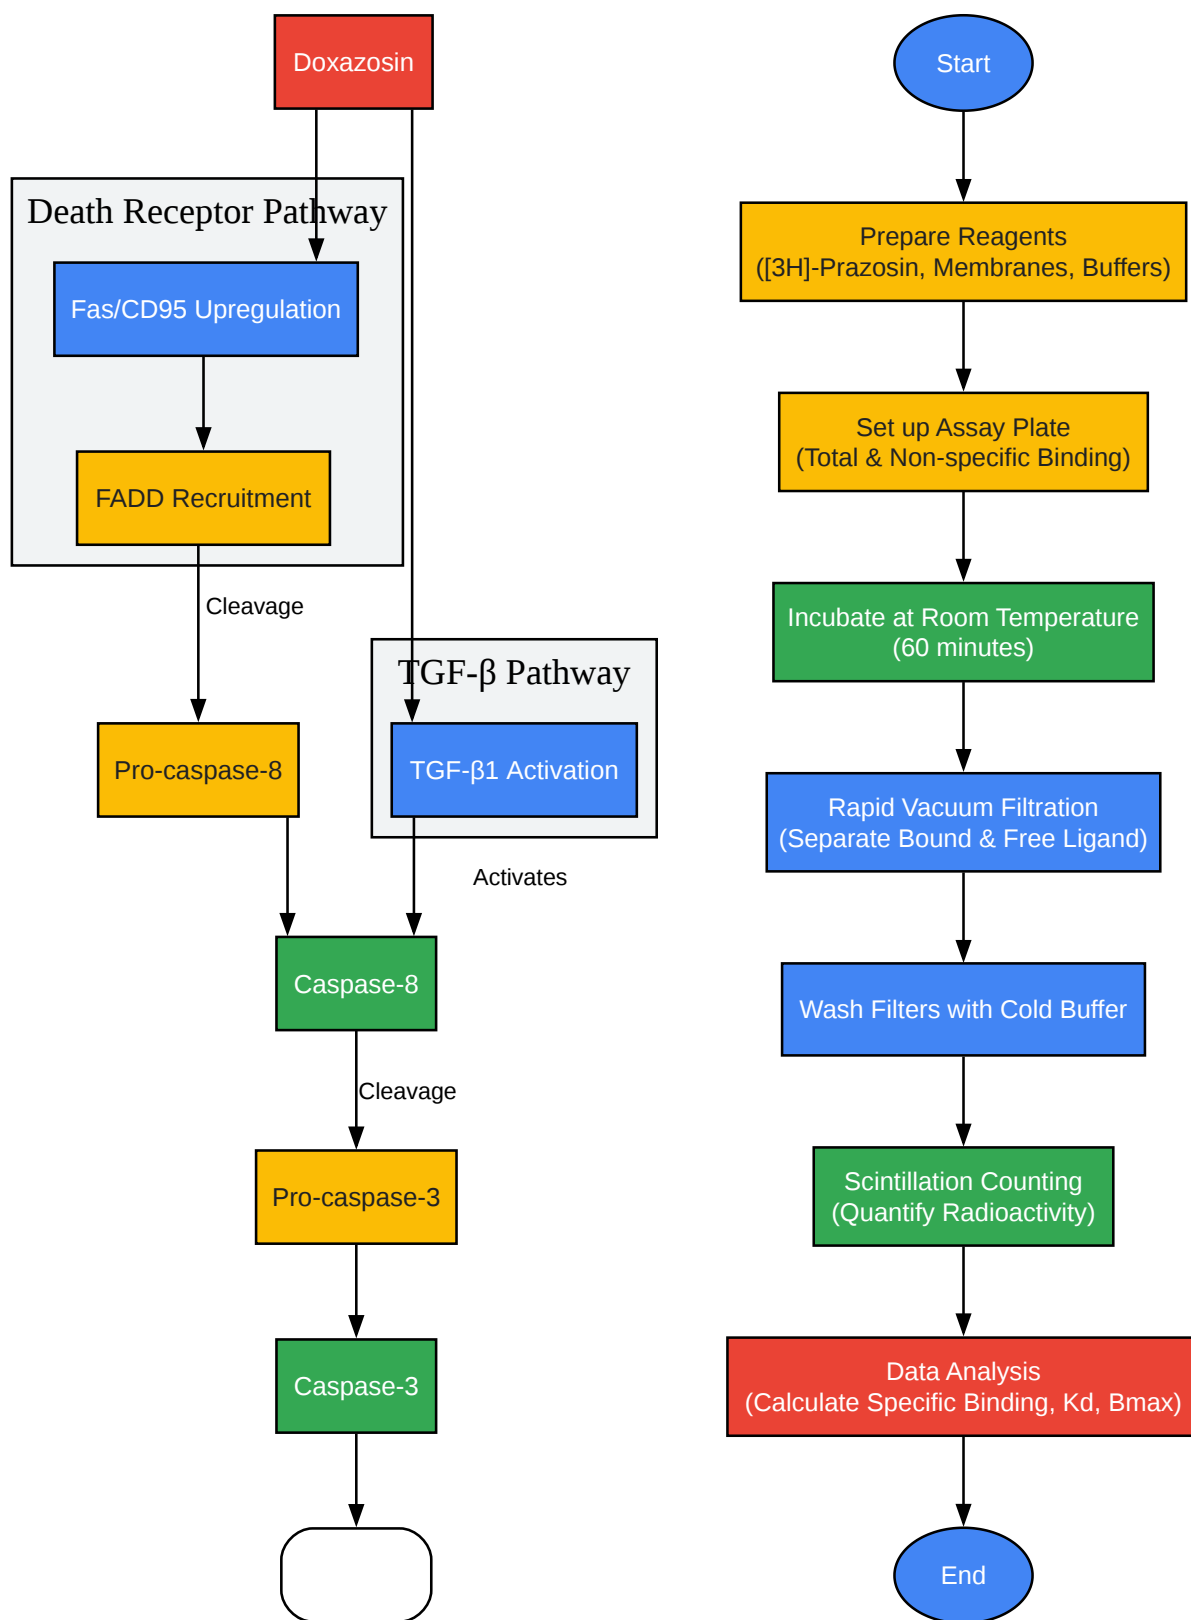 Doxazosin
Death Receptor Pathway
Fas/CD95 Upregulation
FADD Recruitment
Cleavage
Pro-caspase-8
TGF-β Pathway
TGF-β1 Activation
Activates
Caspase-8
Cleavage
Pro-caspase-3
Caspase-3
Start
Prepare Reagents
([3H]-Prazosin, Membranes, Buffers)
Set up Assay Plate
(Total & Non-specific Binding)
Incubate at Room Temperature
(60 minutes)
Rapid Vacuum Filtration
(Separate Bound & Free Ligand)
Wash Filters with Cold Buffer
Scintillation Counting
(Quantify Radioactivity)
Data Analysis
(Calculate Specific Binding, Kd, Bmax)
End